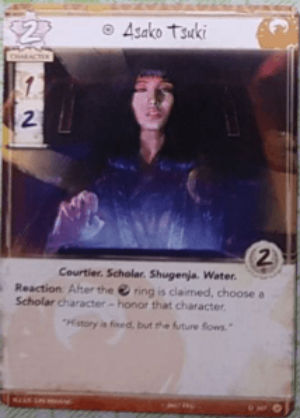 2
Asako Tsuki
CHARACTER
1
2
2
Courtier. Scholar. Shugenja. Water.
Reaction: After the ring is claimed, choose a
Scholar character – honor that character.
"History is fixed, but the future flows."